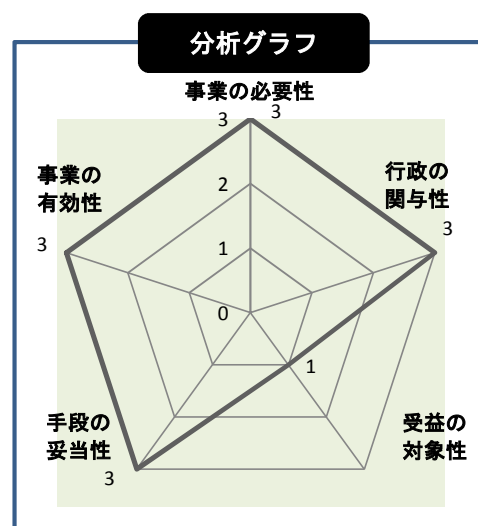 分析グラフ
事業の必要性
3
3
行政の
関与性
3
事業の
有効性
3
2
1
0
1
受益の
対象性
手段の
妥当性
3